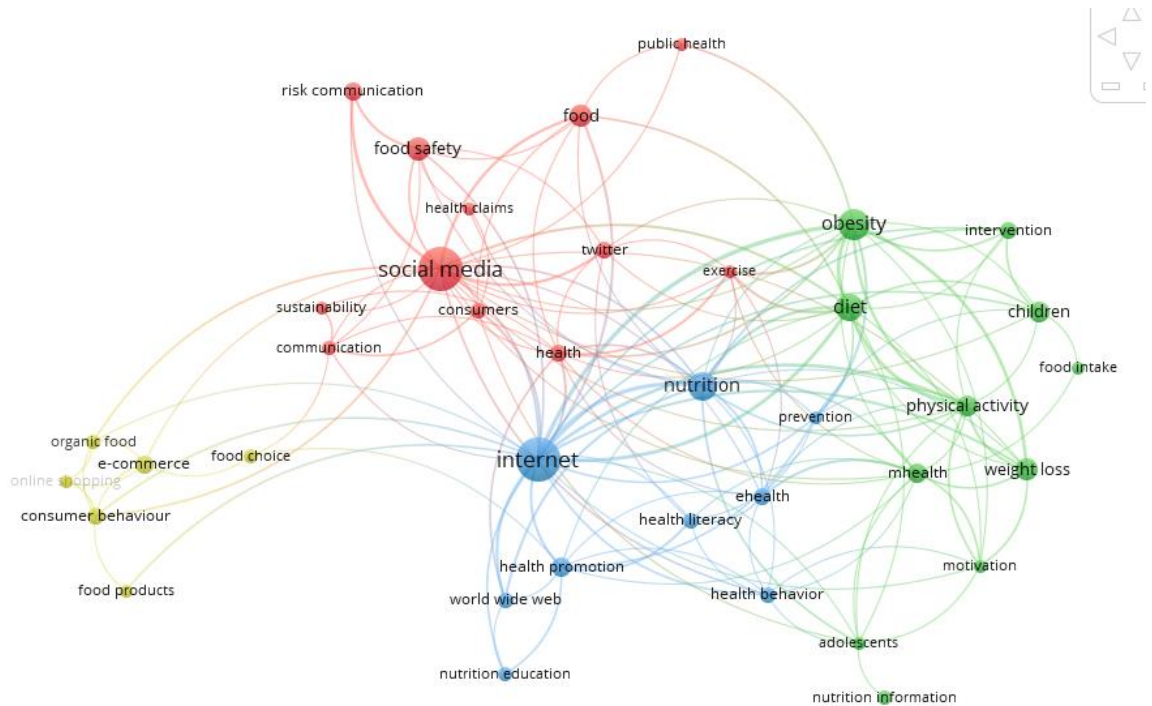 public health
risk communication
food
food safety
health claims
obesity
intervention
twitter
social media
exercise
sustainability
consumers
diet
children
communication
health
food intake
nutrition
physical activity
prevention
organic food
food choice
e-commerce
internet
online shopping
mhealth
weight loss
ehealth
consumer behaviour
health literacy
health promotion
motivation
food products
world wide web
health behavior
adolescents
nutrition education
nutrition information